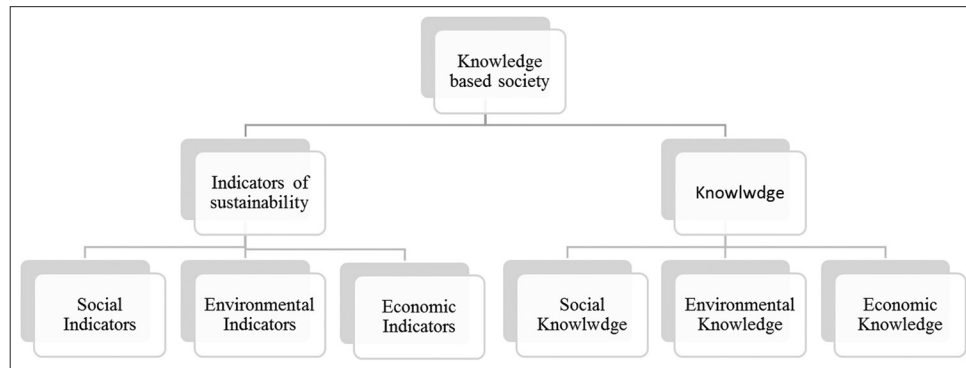 Knowledge
based society
Indicators of
sustainability
Knowlwdge
Social
Indicators
Environmental
Indicators
Economic
Indicators
Social
Knowlwdge
Environmental
Knowledge
Economic
Knowledge